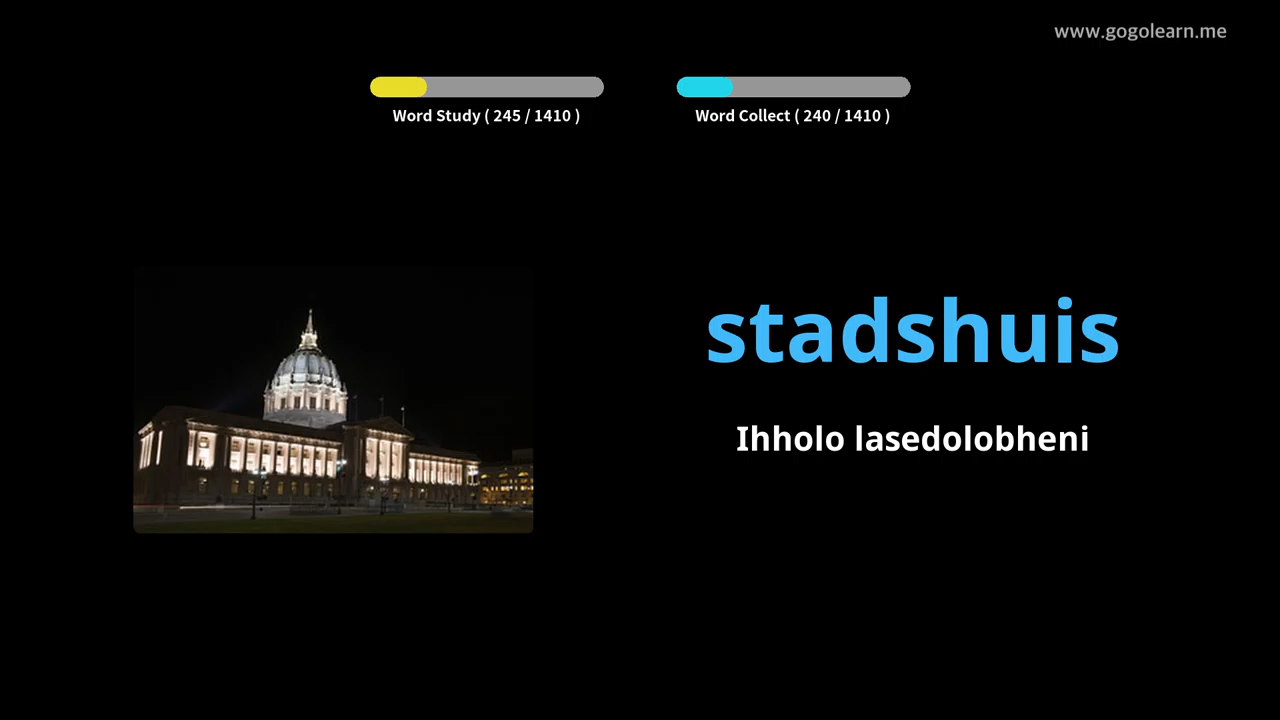 www.gogolearn.me
Word Study ( 245 / 1410 )
Word Collect ( 240 / 1410 )
stadshuis
Ihholo lasedolobheni